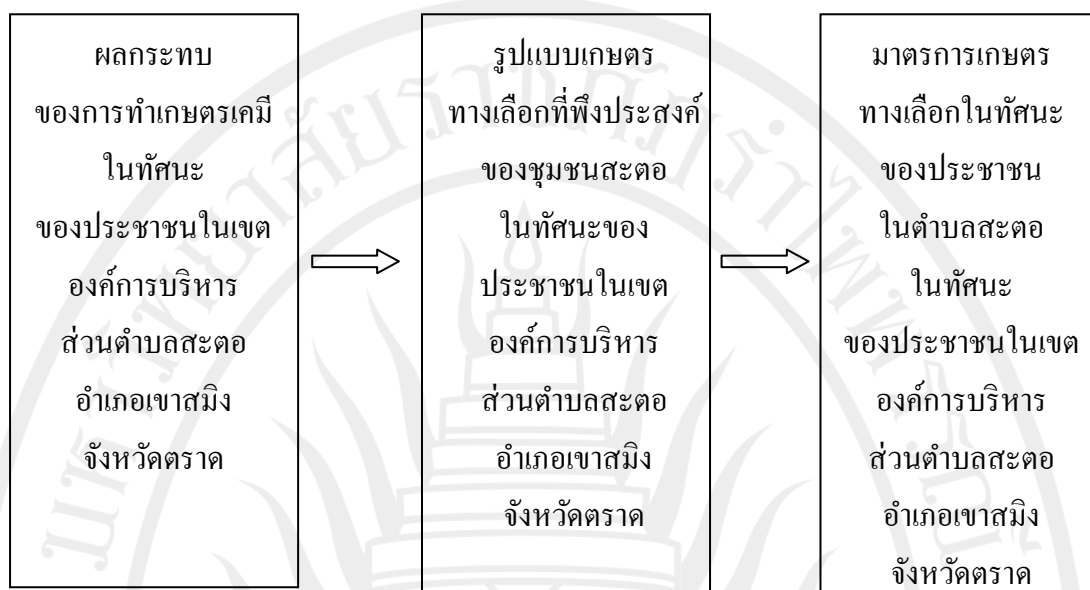 ผลกระทบ
ของการทำเกษตรเคมี
ในทัศนะ
ของประชาชนในเขต
องค์การบริหาร
ส่วนตำบลสะตอ
อำเภอเขาสมิง
จังหวัดตราด
รูปแบบเกษตร
ทางเลือกที่พึงประสงค์
ของชุมชนสะตอ
ในทัศนะของ
ประชาชนในเขต
องค์การบริหาร
ส่วนตำบลสะตอ
อำเภอเขาสมิง
จังหวัดตราด
มาตรการเกษตร
ทางเลือกในทัศนะ
ของประชาชน
ในตำบลสะตอ
ในทัศนะ
ของประชาชนในเขต
องค์การบริหาร
ส่วนตำบลสะตอ
อำเภอเขาสมิง
จังหวัดตราด